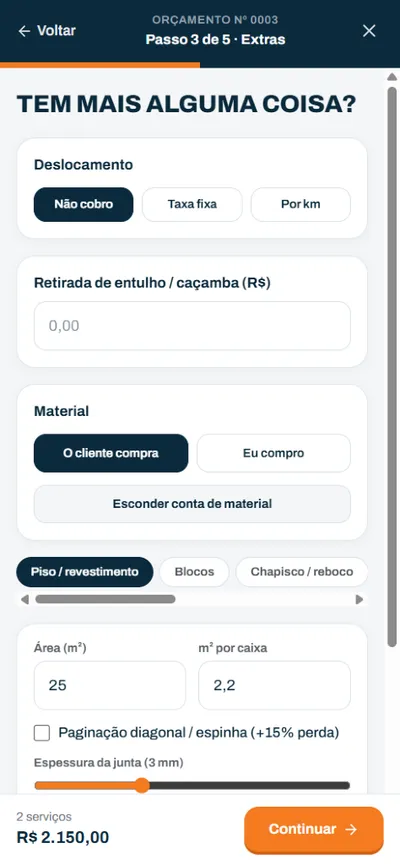 Voltar
ORÇAMENTO Nº 0003
Passo 3 de 5 · Extras
TEM MAIS ALGUMA COISA?
Deslocamento
Não cobro
Taxa fixa
Por km
Retirada de entulho / caçamba (R$)
0,00
Material
O cliente compra
Eu compro
Esconder conta de material
Piso / revestimento
Blocos
Chapisco / reboco
Área (m²)
m² por caixa
25
2,2
Paginação diagonal / espinha (+15% perda)
Espessura da junta (3 mm)
2 serviços
R$ 2.150,00
Continuar